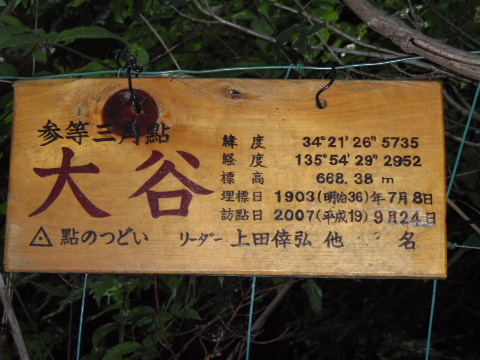 参等三角點
大谷
緯度 34°21′26″5735
経度 135°54′29″2952
標高 668.38 m
埋標日 1903(明治36)年7月8日
訪點日 2007(平成19)9月24日
點のつどい リーダー 上田倖弘 他 名